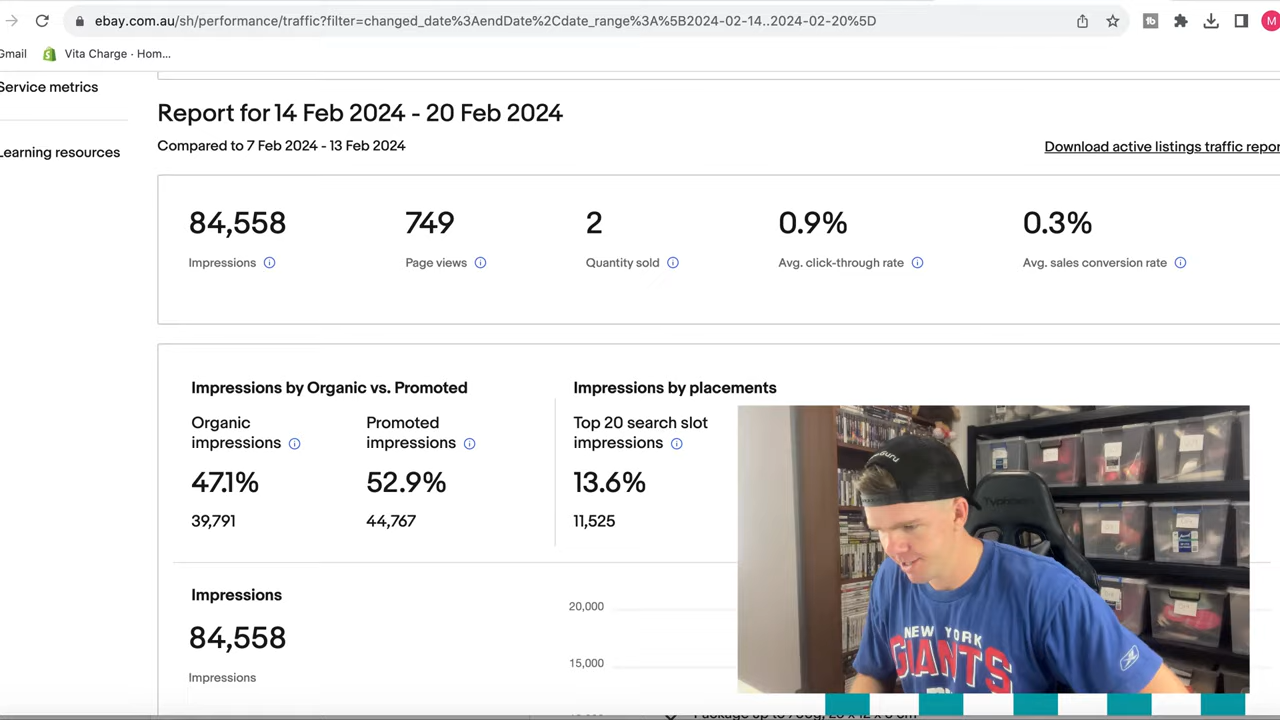 ebay.com.au/sh/performance/traffic?filter=changed_date%3AendDate%2Cdate_range%3A%5B2024-02-14..2024-02-20%5D
M
Gmail
Vita Charge - Hom...
Service metrics
Learning resources
Report for 14 Feb 2024 - 20 Feb 2024
Compared to 7 Feb 2024 - 13 Feb 2024
Download active listings traffic repor
84,558
749
2
0.9%
0.3%
Impressions
Page views
Quantity sold
Avg. click-through rate
Avg. sales conversion rate
Impressions by Organic vs. Promoted
Impressions by placements
Organic impressions
Promoted impressions
Top 20 search slot impressions
47.1%
52.9%
13.6%
39,791
44,767
11,525
Impressions
84,558
Impressions
20,000
15,000
NEW YORK
GIANTS